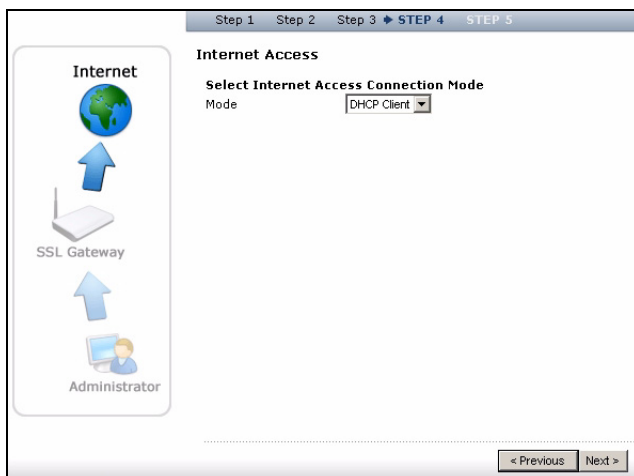 Step 1 Step 2 Step 3 STEP 4 STEP 5
Internet
SSL Gateway
Administrator
Internet Access
Select Internet Access Connection Mode
Mode DHCP Client
< Previous Next >